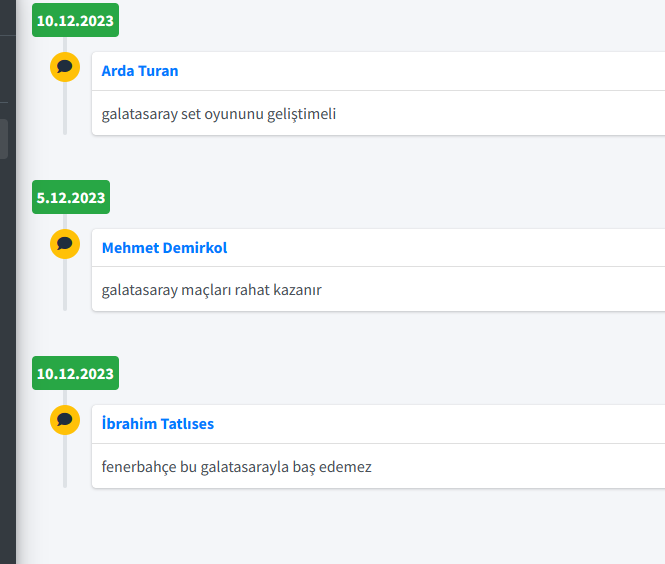 10.12.2023
Arda Turan
galatasaray set oyununu geliştimeli
5.12.2023
Mehmet Demirkol
galatasaray maçları rahat kazanır
10.12.2023
İbrahim Tatlıses
fenerbahçe bu galatasarayla baş edemez